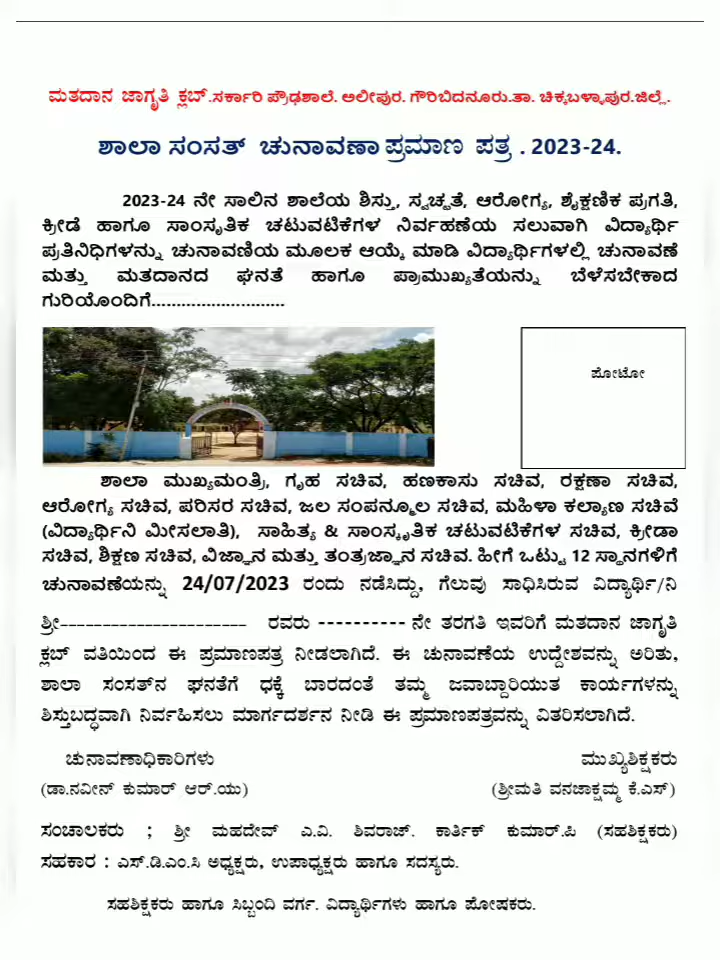 ಮತದಾನ ಜಾಗೃತಿ ಕ್ಲಬ್.ಸರ್ಕಾರಿ ಪ್ರೌಢಶಾಲೆ. ಅಲೀಪುರ. ಗೌರಿಬಿದನೂರು.ತಾ. ಚಿಕ್ಕಬಳ್ಳಾಪುರ.ಜಿಲ್ಲೆ.
ಶಾಲಾ ಸಂಸತ್ ಚುನಾವಣಾ ಪ್ರಮಾಣ ಪತ್ರ . 2023-24.
2023-24 ನೇ ಸಾಲಿನ ಶಾಲೆಯ ಶಿಸ್ತು, ಸ್ವಚ್ಛತೆ, ಆರೋಗ್ಯ, ಶೈಕ್ಷಣಿಕ ಪ್ರಗತಿ,
ಕ್ರೀಡೆ ಹಾಗೂ ಸಾಂಸೃತಿಕ ಚಟುವಟಿಕೆಗಳ ನಿರ್ವಹಣೆಯ ಸಲುವಾಗಿ ವಿದ್ಯಾರ್ಥಿ
ಪ್ರತಿನಿಧಿಗಳನ್ನು ಚುನಾವಣೆಯ ಮೂಲಕ ಆಯ್ಕೆ ಮಾಡಿ ವಿದ್ಯಾರ್ಥಿಗಳಲ್ಲಿ ಚುನಾವಣೆ
ಮತ್ತು ಮತದಾನದ ಘನತೆ ಹಾಗೂ ಪ್ರಾಮುಖ್ಯತೆಯನ್ನು ಬೆಳೆಸಬೇಕಾದ
ಗುರಿಯೊಂದಿಗೆ...........................
ಪೋಟೋ
ಶಾಲಾ ಮುಖ್ಯಮಂತ್ರಿ, ಗೃಹ ಸಚಿವ, ಹಣಕಾಸು ಸಚಿವ, ರಕ್ಷಣಾ ಸಚಿವ,
ಆರೋಗ್ಯ ಸಚಿವ, ಪರಿಸರ ಸಚಿವ, ಜಲ ಸಂಪನ್ಮೂಲ ಸಚಿವ, ಮಹಿಳಾ ಕಲ್ಯಾಣ ಸಚಿವೆ
(ವಿದ್ಯಾರ್ಥಿನಿ ಮೀಸಲಾತಿ), ಸಾಹಿತ್ಯ & ಸಾಂಸ್ಕೃತಿಕ ಚಟುವಟಿಕೆಗಳ ಸಚಿವ, ಕ್ರೀಡಾ
ಸಚಿವ, ಶಿಕ್ಷಣ ಸಚಿವ, ವಿಜ್ಞಾನ ಮತ್ತು ತಂತ್ರಜ್ಞಾನ ಸಚಿವ. ಹೀಗೆ ಒಟ್ಟು 12 ಸ್ಥಾನಗಳಿಗೆ
ಚುನಾವಣೆಯನ್ನು 24/07/2023 ರಂದು ನಡೆಸಿದ್ದು, ಗೆಲುವು ಸಾಧಿಸಿರುವ ವಿದ್ಯಾರ್ಥಿ/ನಿ
ಶ್ರೀ---------------------- ರವರು ---------- ನೇ ತರಗತಿ ಇವರಿಗೆ ಮತದಾನ ಜಾಗೃತಿ
ಕ್ಲಬ್ ವತಿಯಿಂದ ಈ ಪ್ರಮಾಣಪತ್ರ ನೀಡಲಾಗಿದೆ. ಈ ಚುನಾವಣೆಯ ಉದ್ದೇಶವನ್ನು ಅರಿತು,
ಶಾಲಾ ಸಂಸತ್‌ನ ಘನತೆಗೆ ಧಕ್ಕೆ ಬಾರದಂತೆ ತಮ್ಮ ಜವಾಬ್ದಾರಿಯುತ ಕಾರ್ಯಗಳನ್ನು
ಶಿಸ್ತುಬದ್ಧವಾಗಿ ನಿರ್ವಹಿಸಲು ಮಾರ್ಗದರ್ಶನ ನೀಡಿ ಈ ಪ್ರಮಾಣಪತ್ರವನ್ನು ವಿತರಿಸಲಾಗಿದೆ.
ಚುನಾವಣಾಧಿಕಾರಿಗಳು ಮುಖ್ಯಶಿಕ್ಷಕರು
(ಡಾ.ನವೀನ್ ಕುಮಾರ್ ಆರ್.ಯು) (ಶ್ರೀಮತಿ ವನಜಾಕ್ಷಮ್ಮ ಕೆ.ಎಸ್)
ಸಂಚಾಲಕರು ; ಶ್ರೀ ಮಹದೇವ್ ಎ.ವಿ. ಶಿವರಾಜ್. ಕಾರ್ತಿಕ್ ಕುಮಾರ್.ಪಿ (ಸಹಶಿಕ್ಷಕರು)
ಸಹಕಾರ : ಎಸ್.ಡಿ.ಎಂ.ಸಿ ಅಧ್ಯಕ್ಷರು, ಉಪಾಧ್ಯಕ್ಷರು ಹಾಗೂ ಸದಸ್ಯರು.
ಸಹಶಿಕ್ಷಕರು ಹಾಗೂ ಸಿಬ್ಬಂದಿ ವರ್ಗ. ವಿದ್ಯಾರ್ಥಿಗಳು ಹಾಗೂ ಪೋಷಕರು.